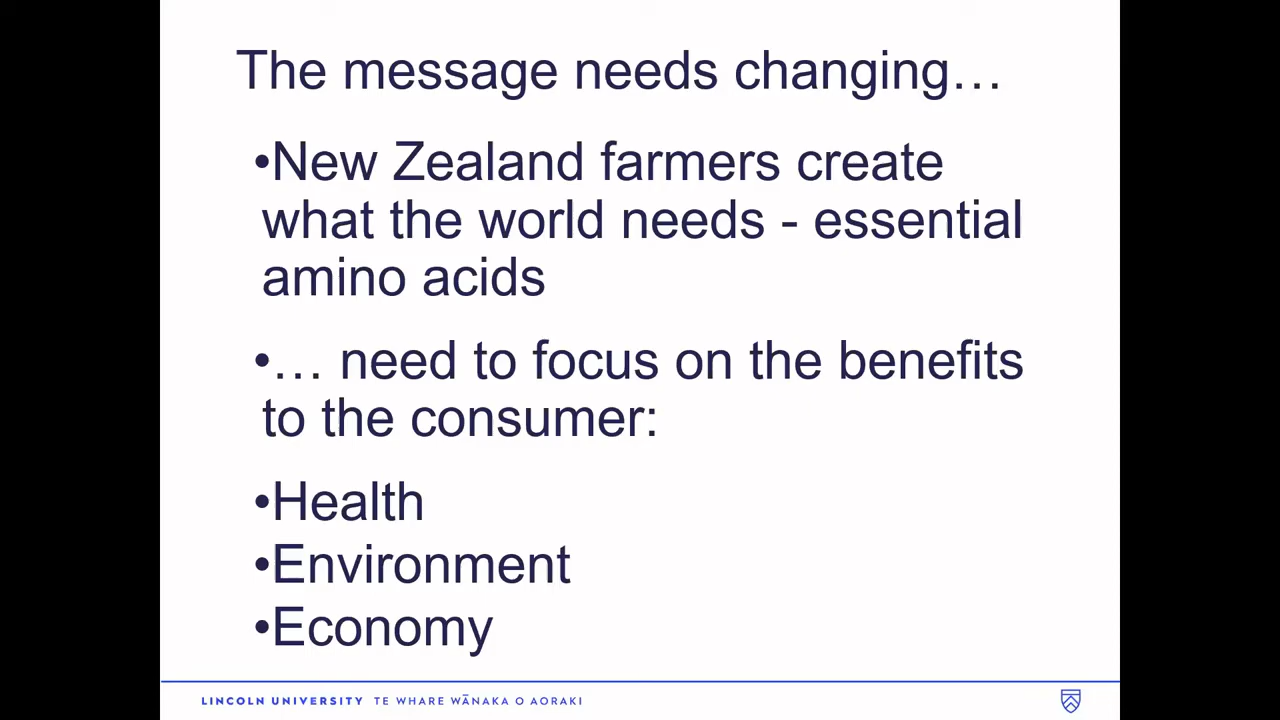 The message needs changing…
•New Zealand farmers create
what the world needs - essential
amino acids
•… need to focus on the benefits
to the consumer:
•Health
•Environment
•Economy
LINCOLN UNIVERSITY TE WHARE WĀNAKA O AORAKI